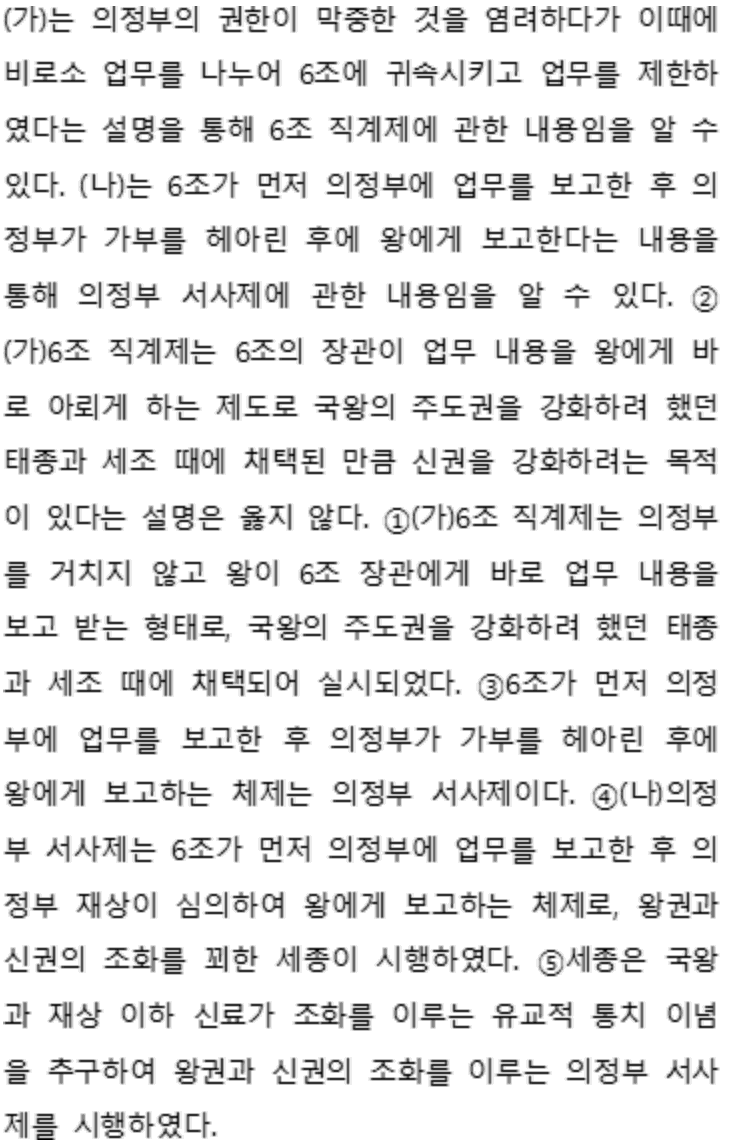 (가)는 의정부의 권한이 막중한 것을 염려하다가 이때에
비로소 업무를 나누어 6조에 귀속시키고 업무를 제한하
였다는 설명을 통해 6조 직계제에 관한 내용임을 알 수
있다. (나)는 6조가 먼저 의정부에 업무를 보고한 후 의
정부가 가부를 헤아린 후에 왕에게 보고한다는 내용을
통해 의정부 서사제에 관한 내용임을 알 수 있다. ②
(가)6조 직계제는 6조의 장관이 업무 내용을 왕에게 바
로 아뢰게 하는 제도로 국왕의 주도권을 강화하려 했던
태종과 세조 때에 채택된 만큼 신권을 강화하려는 목적
이 있다는 설명은 옳지 않다. ①(가)6조 직계제는 의정부
를 거치지 않고 왕이 6조 장관에게 바로 업무 내용을
보고 받는 형태로, 국왕의 주도권을 강화하려 했던 태종
과 세조 때에 채택되어 실시되었다. ③6조가 먼저 의정
부에 업무를 보고한 후 의정부가 가부를 헤아린 후에
왕에게 보고하는 체제는 의정부 서사제이다. ④(나)의정
부 서사제는 6조가 먼저 의정부에 업무를 보고한 후 의
정부 재상이 심의하여 왕에게 보고하는 체제로, 왕권과
신권의 조화를 꾀한 세종이 시행하였다. ⑤세종은 국왕
과 재상 이하 신료가 조화를 이루는 유교적 통치 이념
을 추구하여 왕권과 신권의 조화를 이루는 의정부 서사
제를 시행하였다.